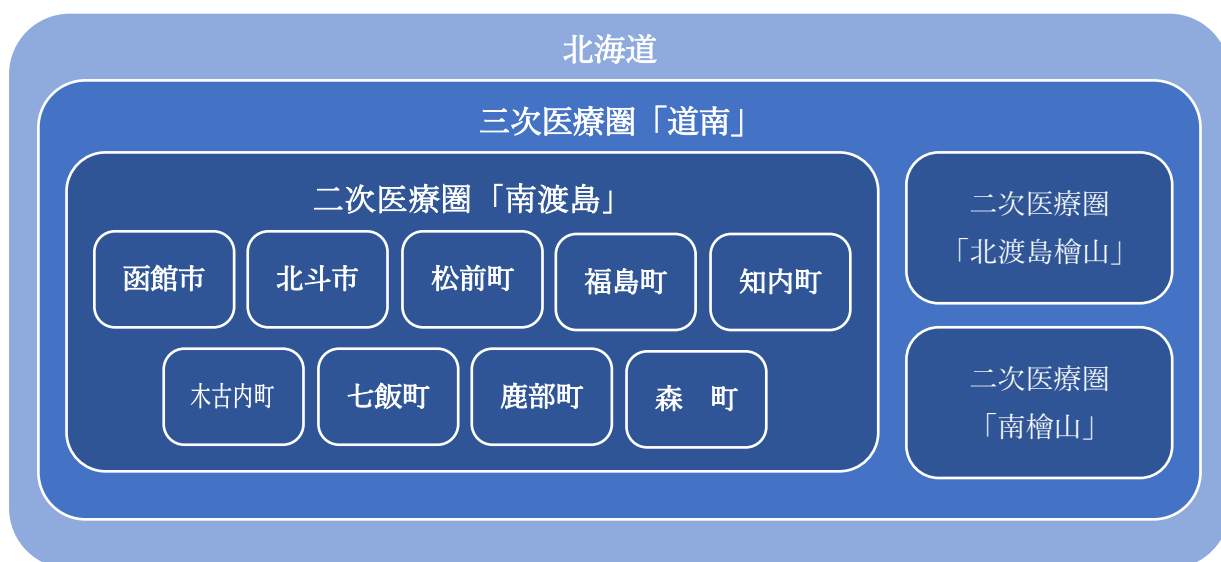 北海道
三次医療圏「道南」
二次医療圏「南渡島」
函館市
北斗市
松前町
福島町
知内町
木古内町
七飯町
鹿部町
森　町
二次医療圏
「北渡島檜山」
二次医療圏
「南檜山」